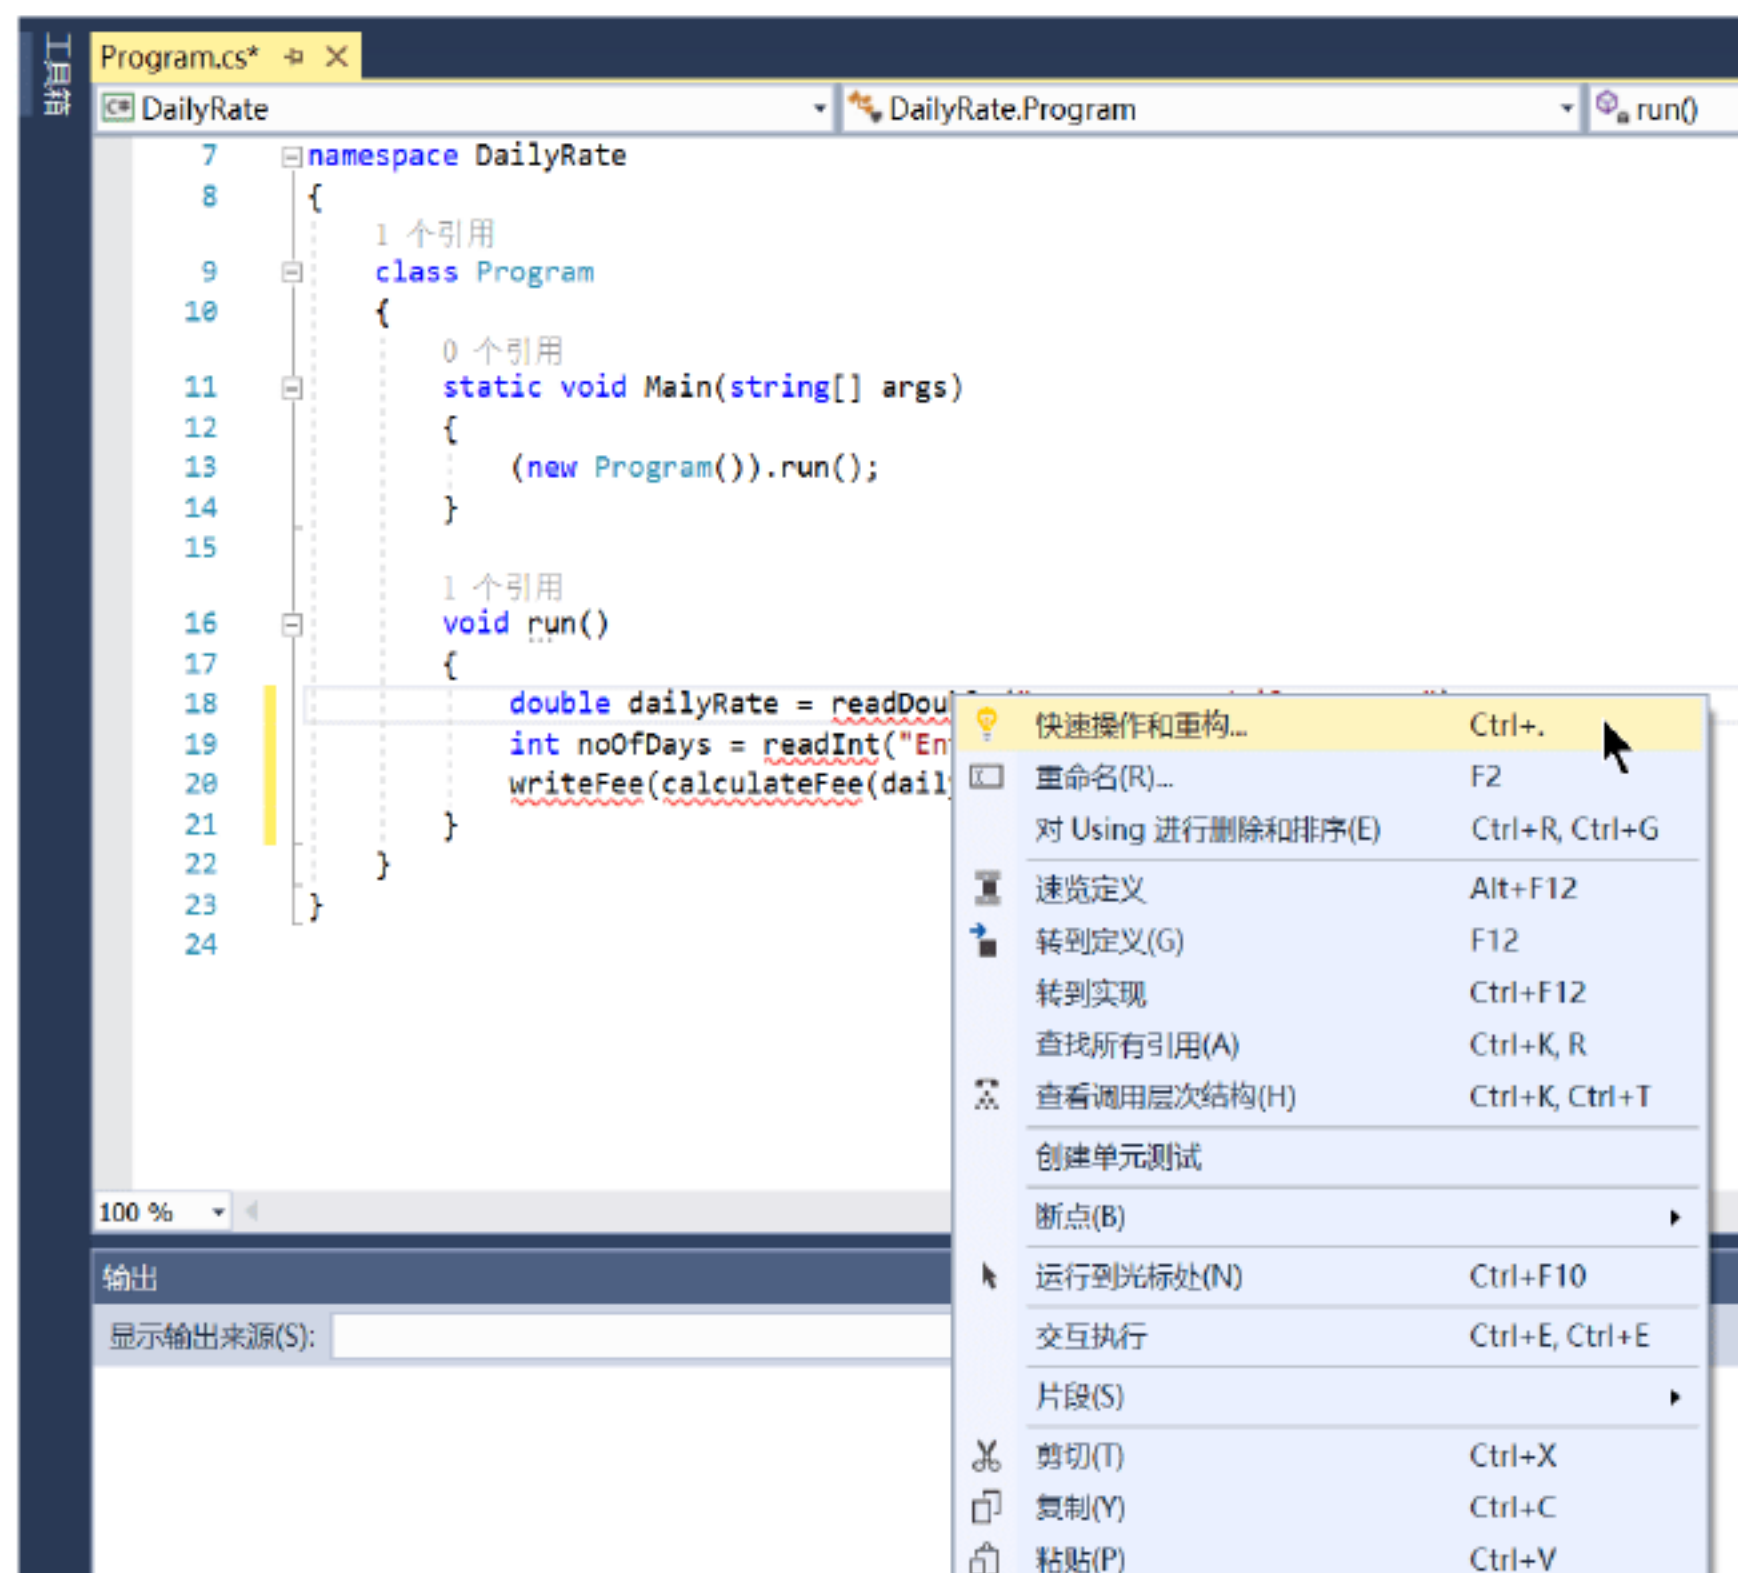 工具箱
Program.cs*
DailyRate DailyRate.Program run()
7 namespace DailyRate
8 {
1 个引用
9 class Program
10 {
0 个引用
11 static void Main(string[] args)
12 {
13 (new Program()).run();
14 }
15
1 个引用
16 void run()
17 {
18 double dailyRate = readDou
19 int noOfDays = readInt("En
20 writeFee(calculateFee(dail
21 }
22 }
23 }
24
快速操作和重构... Ctrl+.
重命名(R)... F2
对 Using 进行删除和排序(E) Ctrl+R, Ctrl+G
速览定义 Alt+F12
转到定义(G) F12
转到实现 Ctrl+F12
查找所有引用(A) Ctrl+K, R
查看调用层次结构(H) Ctrl+K, Ctrl+T
创建单元测试
断点(B)
运行到光标处(N) Ctrl+F10
交互执行 Ctrl+E, Ctrl+E
片段(S)
剪切(T) Ctrl+X
复制(Y) Ctrl+C
粘贴(P) Ctrl+V
100 %
输出
显示输出来源(S):